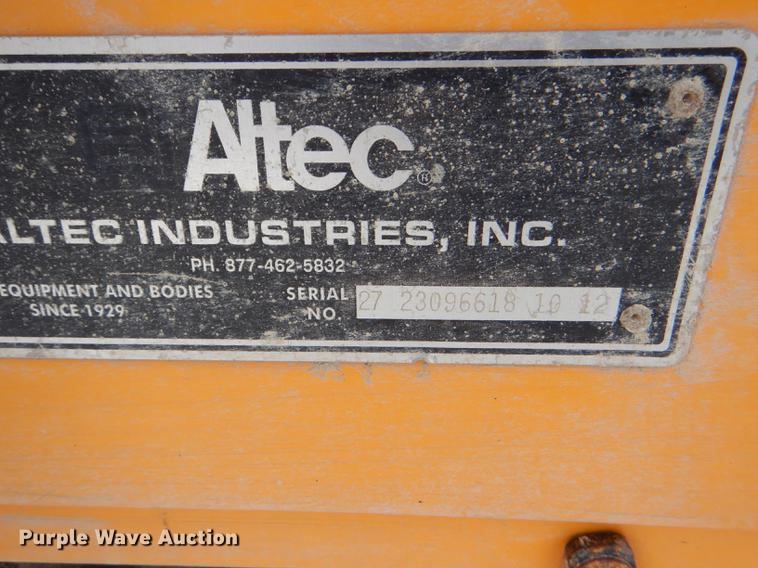 Altec®
ALTEC INDUSTRIES, INC.
PH. 877-462-5832
EQUIPMENT AND BODIES
SINCE 1929
SERIAL NO. 27 23096618 10 12
Purple Wave Auction